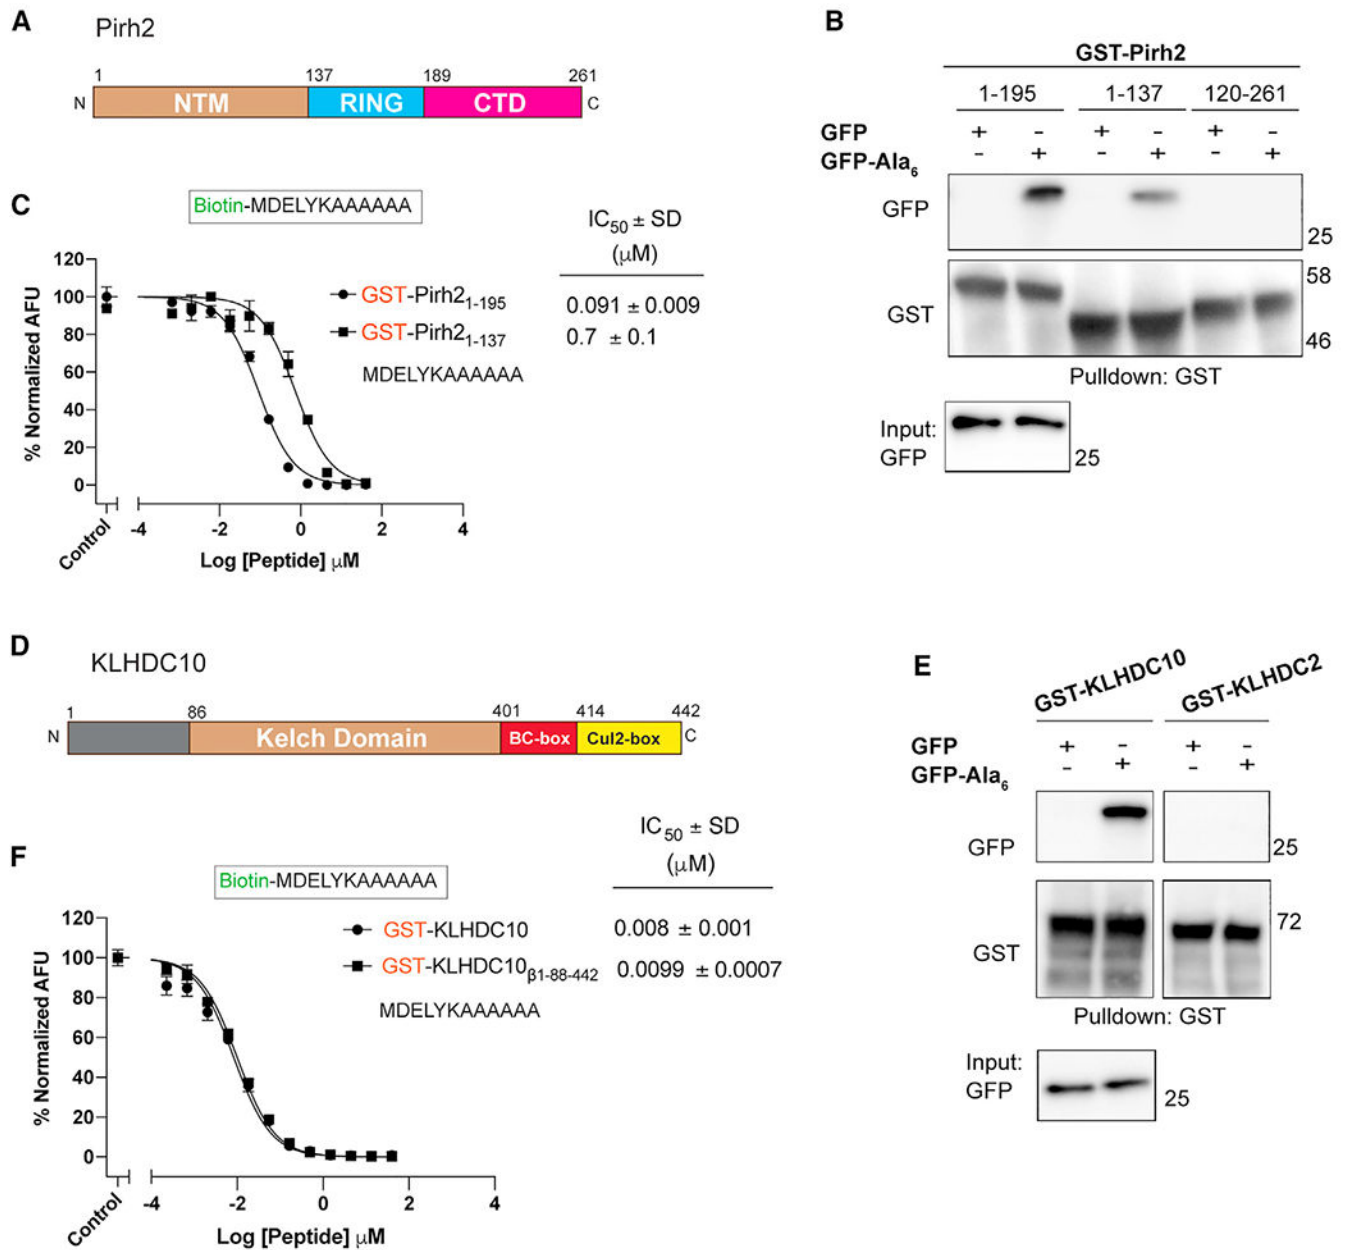 A
Pirh2
1 137 189 261
N NTM RING CTD C
B
GST-Pirh2
1-195 1-137 120-261
GFP + - + - + -
GFP-Ala6 - + - + - +
GFP
25
58
GST
46
Pulldown: GST
Input:
GFP
25
C
Biotin-MDELYKAAAAAA
IC50 ± SD
(μM)
GST-Pirh21-195 0.091 ± 0.009
GST-Pirh21-137 0.7 ± 0.1
MDELYKAAAAAA
120
100
80
60
40
20
0
% Normalized AFU
Control -4 -2 0 2 4
Log [Peptide] μM
D
KLHDC10
1 86 401 414 442
N Kelch Domain BC-box Cul2-box C
E
GST-KLHDC10 GST-KLHDC2
GFP + - + -
GFP-Ala6 - + - +
GFP
25
GST
72
Pulldown: GST
Input:
GFP
25
F
Biotin-MDELYKAAAAAA
IC50 ± SD
(μM)
GST-KLHDC10 0.008 ± 0.001
GST-KLHDC10β1-88-442 0.0099 ± 0.0007
MDELYKAAAAAA
120
100
80
60
40
20
0
% Normalized AFU
Control -4 -2 0 2 4
Log [Peptide] μM